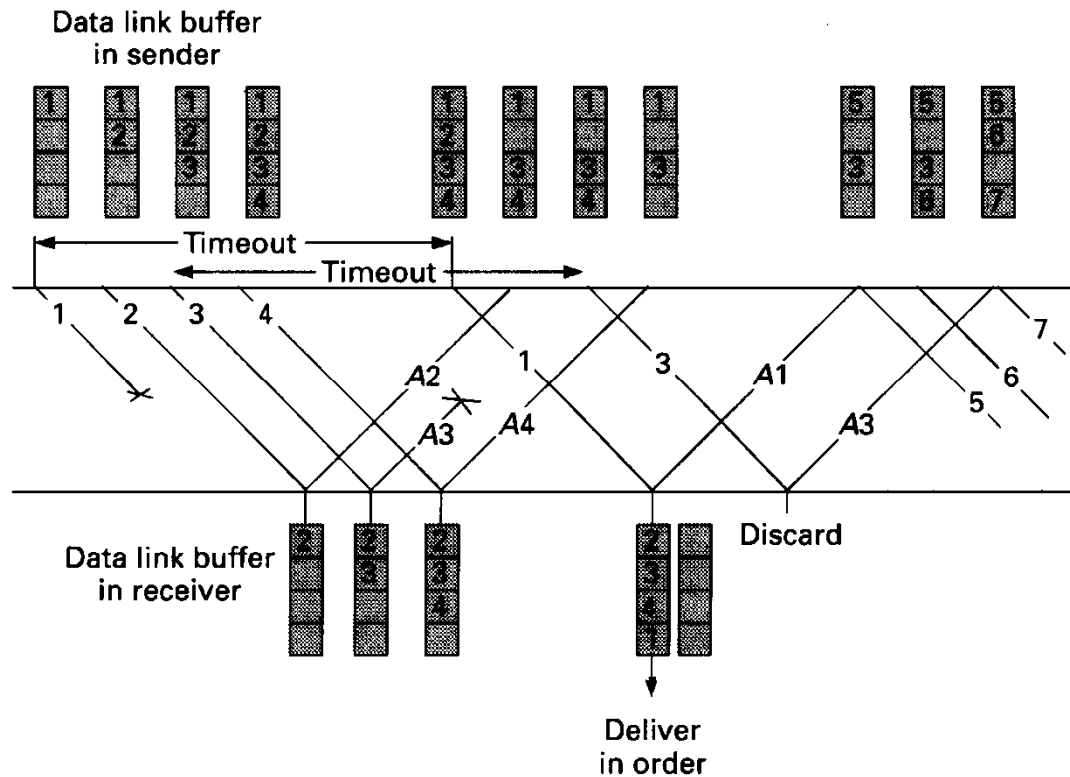 Data link buffer
in sender
1 1 1 1 1 1 1 1 5 5 6
2 2 2 2 6
3 3 3 3 3 3 3 3
4 4 4 4 6 7
Timeout
Timeout
1 2 3 4 1 3 7
A2 A1 6
A3 A4 A3 5
Discard
Data link buffer
in receiver
2 2 2 2
3 3 3
4 4
1
Deliver
in order